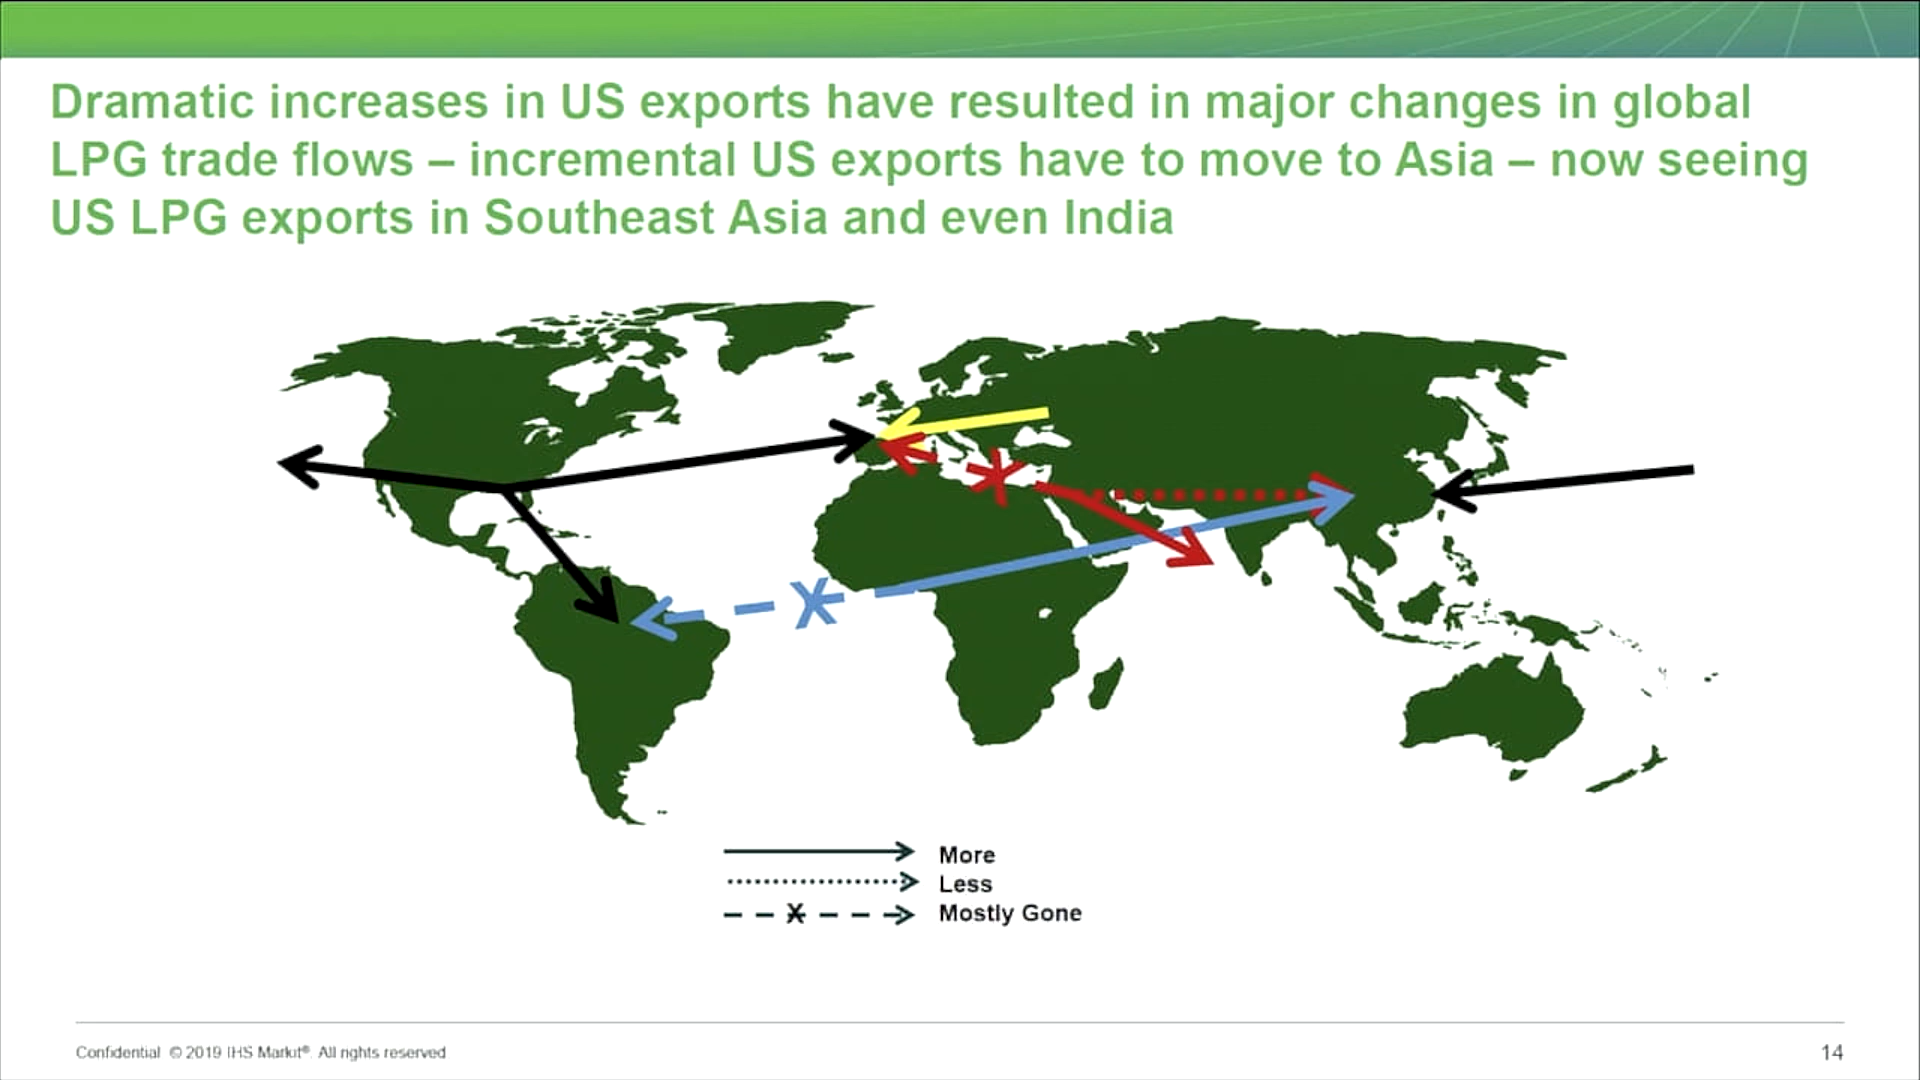 Dramatic increases in US exports have resulted in major changes in global
LPG trade flows – incremental US exports have to move to Asia – now seeing
US LPG exports in Southeast Asia and even India
X
More
Less
X
Mostly Gone
Confidential © 2019 IHS Markit®. All rights reserved
14